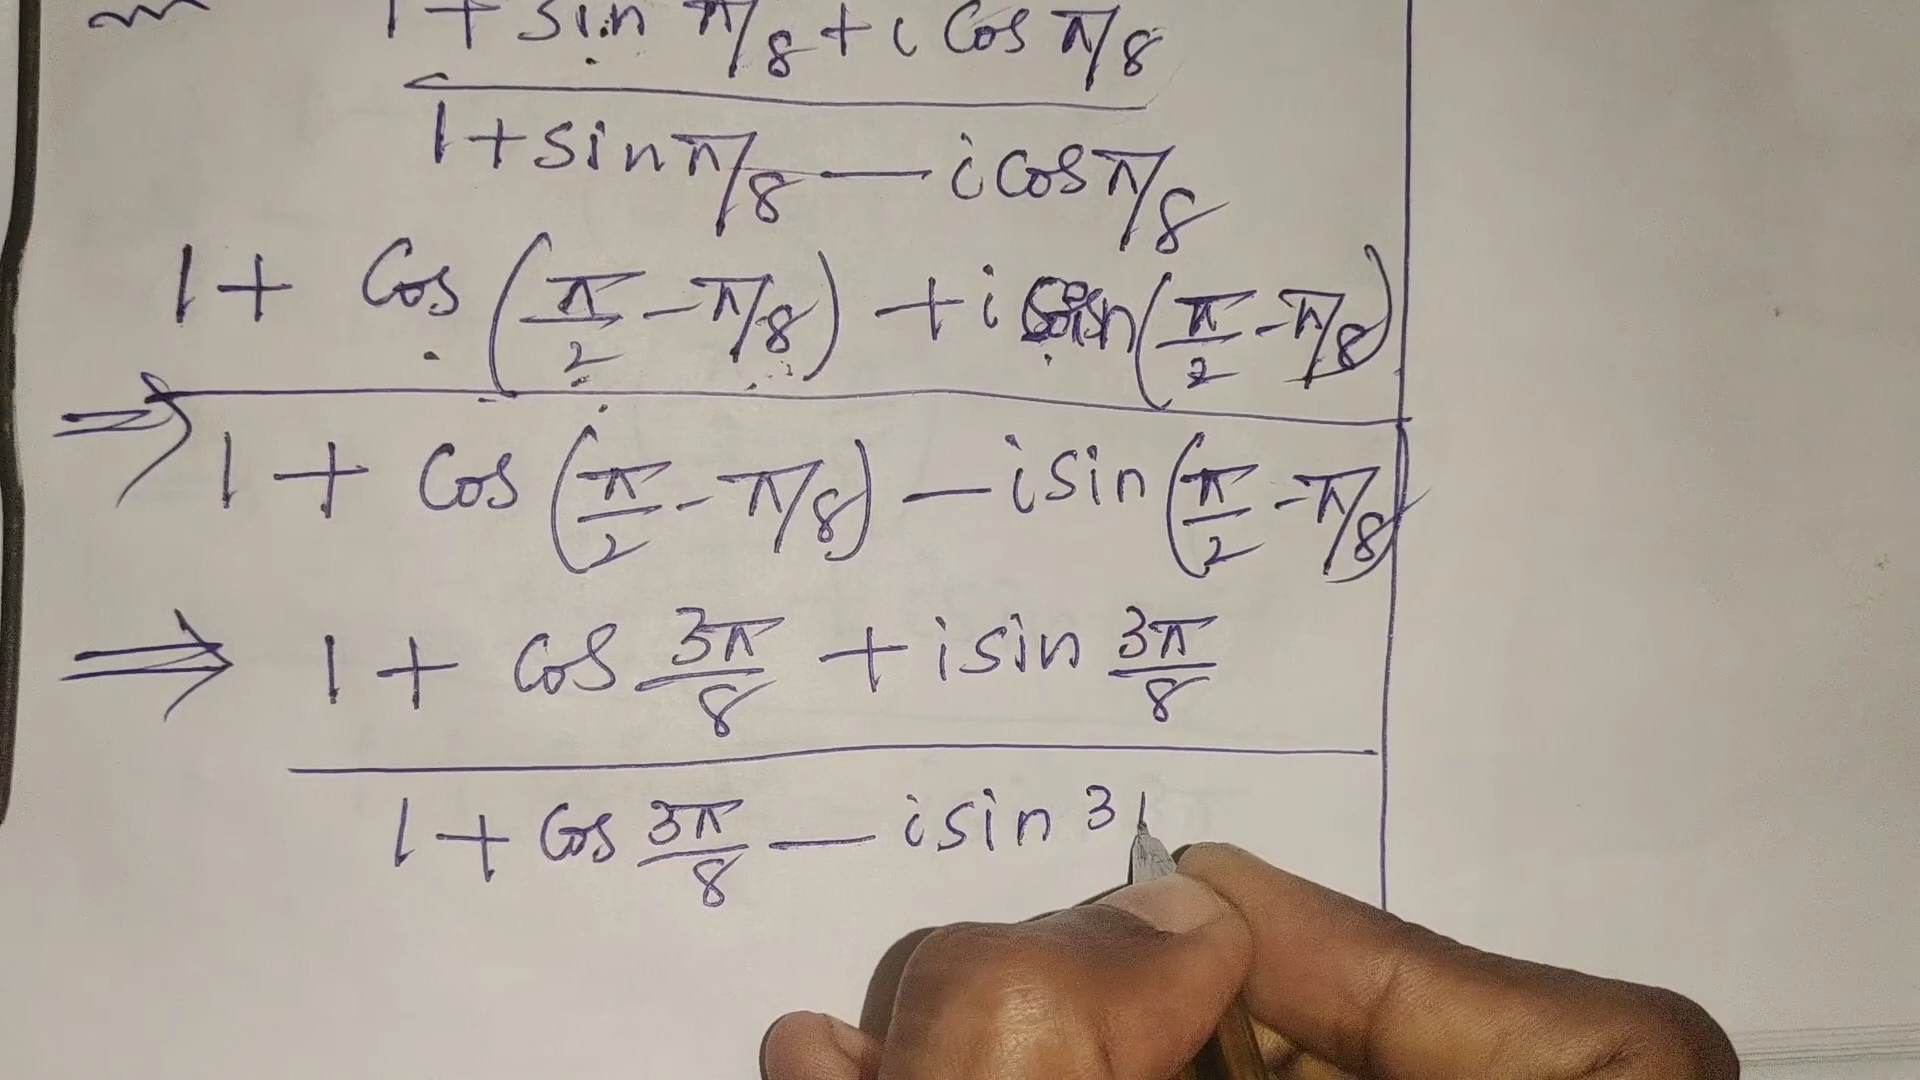 1 + sin π/8 + i cos π/8
1 + sin π/8 — i cos π/8
1 + cos (π/2 - π/8) + i sin (π/2 - π/8)
⇒ 1 + cos (π/2 - π/8) — i sin (π/2 - π/8)
⇒ 1 + cos 3π/8 + i sin 3π/8
1 + cos 3π/8 — i sin 3